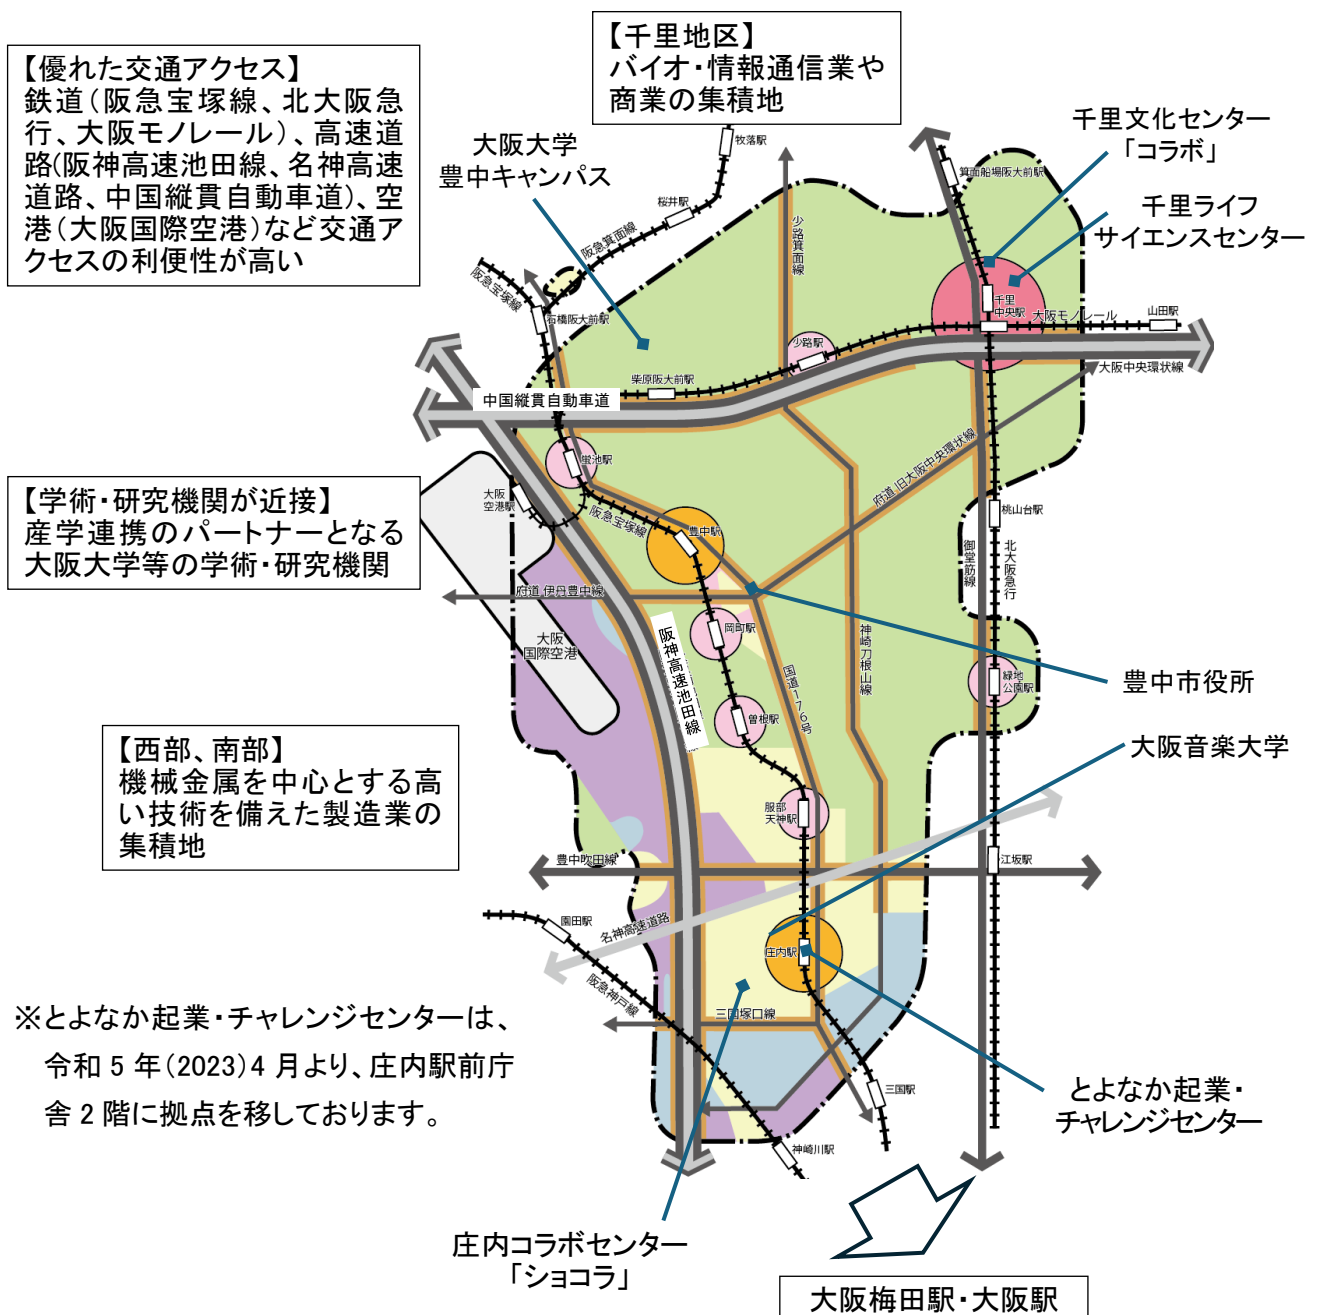 【千里地区】
バイオ・情報通信業や
商業の集積地
【優れた交通アクセス】
鉄道(阪急宝塚線、北大阪急
行、大阪モノレール)、高速道
路(阪神高速池田線、名神高速
道路、中国縦貫自動車道)、空
港(大阪国際空港)など交通ア
クセスの利便性が高い
大阪大学
豊中キャンパス
千里文化センター
「コラボ」
千里ライフ
サイエンスセンター
牧落駅
桜井駅
阪急箕面線
阪急宝塚線
石橋阪大前駅
少路箕面線
箕面船場阪大前駅
千里
中央駅
大阪モノレール
山田駅
少路駅
柴原阪大前駅
大阪中央環状線
中国縦貫自動車道
蛍池駅
大阪
空港駅
阪急宝塚線
豊中駅
府道 旧大阪中央環状線
桃山台駅
御堂筋線
北大阪急行
【学術・研究機関が近接】
産学連携のパートナーとなる
大阪大学等の学術・研究機関
府道 伊丹豊中線
大阪
国際空港
阪神高速池田線
岡町駅
国道176号
神崎刀根山線
緑地
公園駅
豊中市役所
曽根駅
大阪音楽大学
【西部、南部】
機械金属を中心とする高
い技術を備えた製造業の
集積地
服部
天神駅
豊中吹田線
江坂駅
園田駅
名神高速道路
庄内駅
阪急神戸線
三国塚口線
※とよなか起業・チャレンジセンターは、
令和 5 年(2023)4 月より、庄内駅前庁
舎 2 階に拠点を移しております。
三国駅
とよなか起業・
チャレンジセンター
神崎川駅
庄内コラボセンター
「ショコラ」
大阪梅田駅・大阪駅